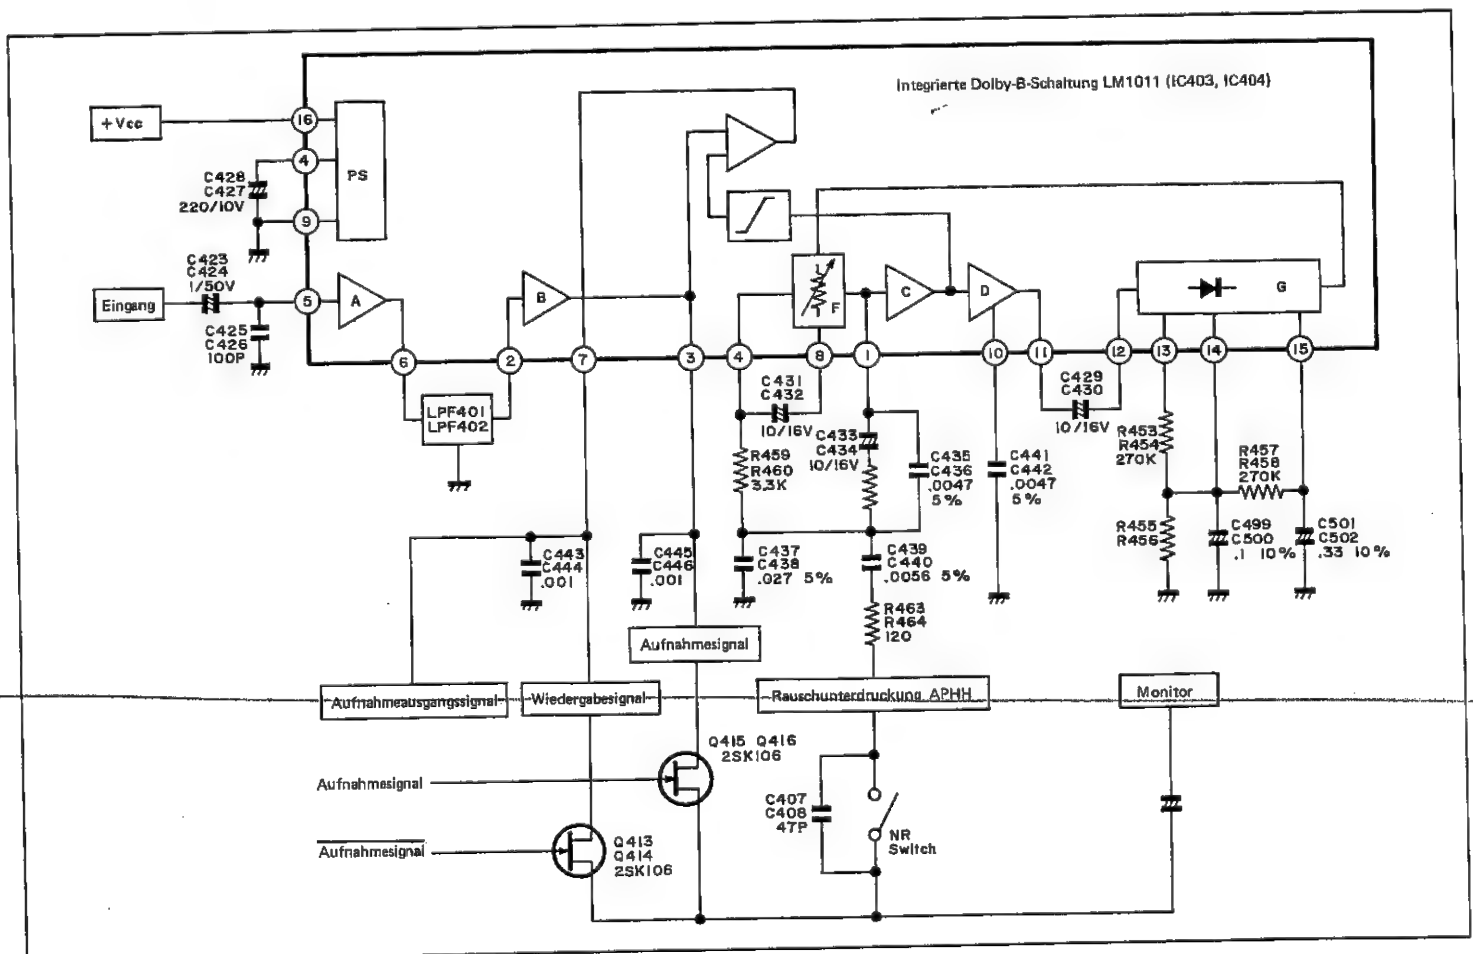 Integrierte Dolby-B-Schaltung LM1011 (IC403, IC404)
+Vcc
16
4
PS
C428
C427
220/10V
9
C423
C424
1/50V
Eingang
5
A
B
C
D
F
G
C425
C426
100P
6
2
7
3
4
8
1
10
11
12
13
14
15
LPF401
LPF402
C431
C432
10/16V
C433
C434
10/16V
C429
C430
10/16V
R459
R460
3.3K
C435
C436
.0047
5%
C441
C442
.0047
5%
R453
R454
270K
R457
R458
270K
R455
R456
C499
C500
.1 10%
C501
C502
.33 10%
C443
C444
.001
C445
C446
.001
C437
C438
.027 5%
C439
C440
.0056 5%
R463
R464
120
Aufnahmesignal
Aufnahmeausgangssignal
Wiedergabesignal
Rauschunterdruckung APHH
Monitor
Q415 Q416
2SK106
Aufnahmesignal
C407
C408
47P
NR
Switch
Aufnahmesignal
Q413
Q414
2SK106